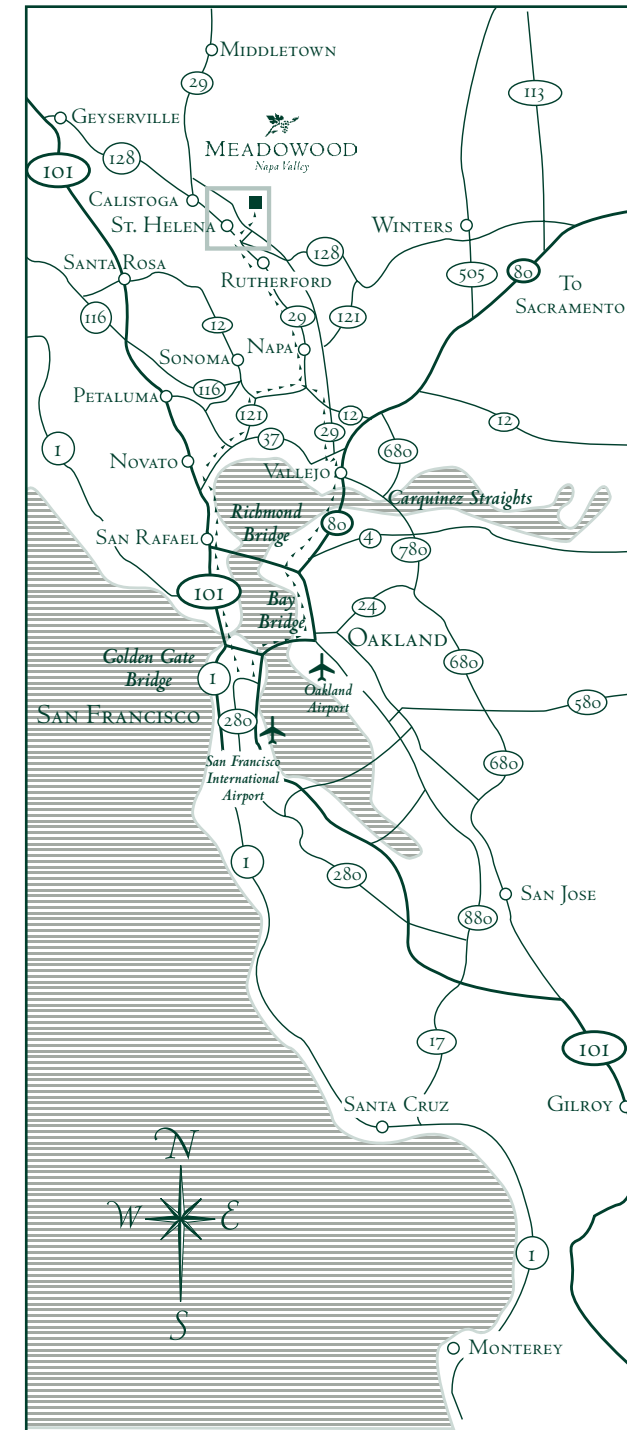 MIDDLETOWN
29
113
GEYSERVILLE
MEADOWOOD
Napa Valley
128
101
CALISTOGA
ST. HELENA
WINTERS
128
SANTA ROSA
RUTHERFORD
505
80
TO
SACRAMENTO
116
12
29
121
SONOMA
NAPA
116
PETALUMA
121
12
12
29
37
1
680
NOVATO
VALLEJO
Carquinez Straights
Richmond
Bridge
80
SAN RAFAEL
4
780
101
Bay
Bridge
24
OAKLAND
Golden Gate
Bridge
680
1
Oakland
Airport
580
SAN FRANCISCO
280
San Francisco
International
Airport
680
1
280
SAN JOSE
880
17
101
SANTA CRUZ
GILROY
N
W
E
S
1
MONTEREY